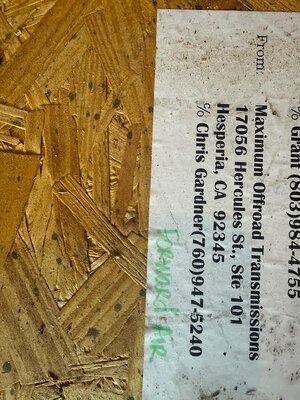 % Grant (803)984-4755
From:
Maximum Offroad Transmissions
17056 Hercules St., Ste 101
Hesperia, CA 92345
% Chris Gardner(760)947-5240
FORWARD AIR